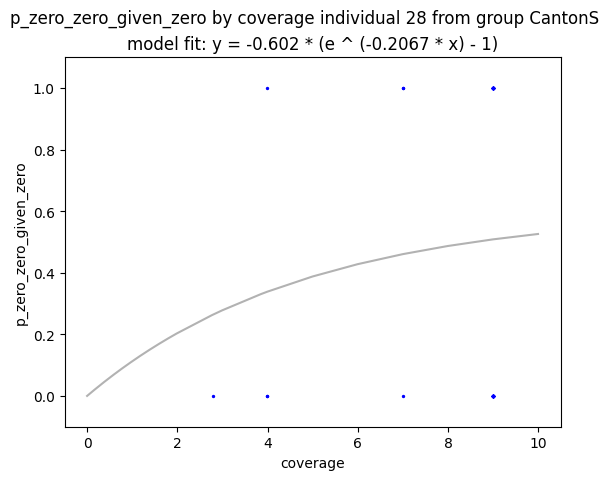 p_zero_zero_given_zero by coverage individual 28 from group CantonS
model fit: y = -0.602 * (e ^ (-0.2067 * x) - 1)
1.0
0.8
0.6
0.4
0.2
0.0
p_zero_zero_given_zero
0 2 4 6 8 10
coverage